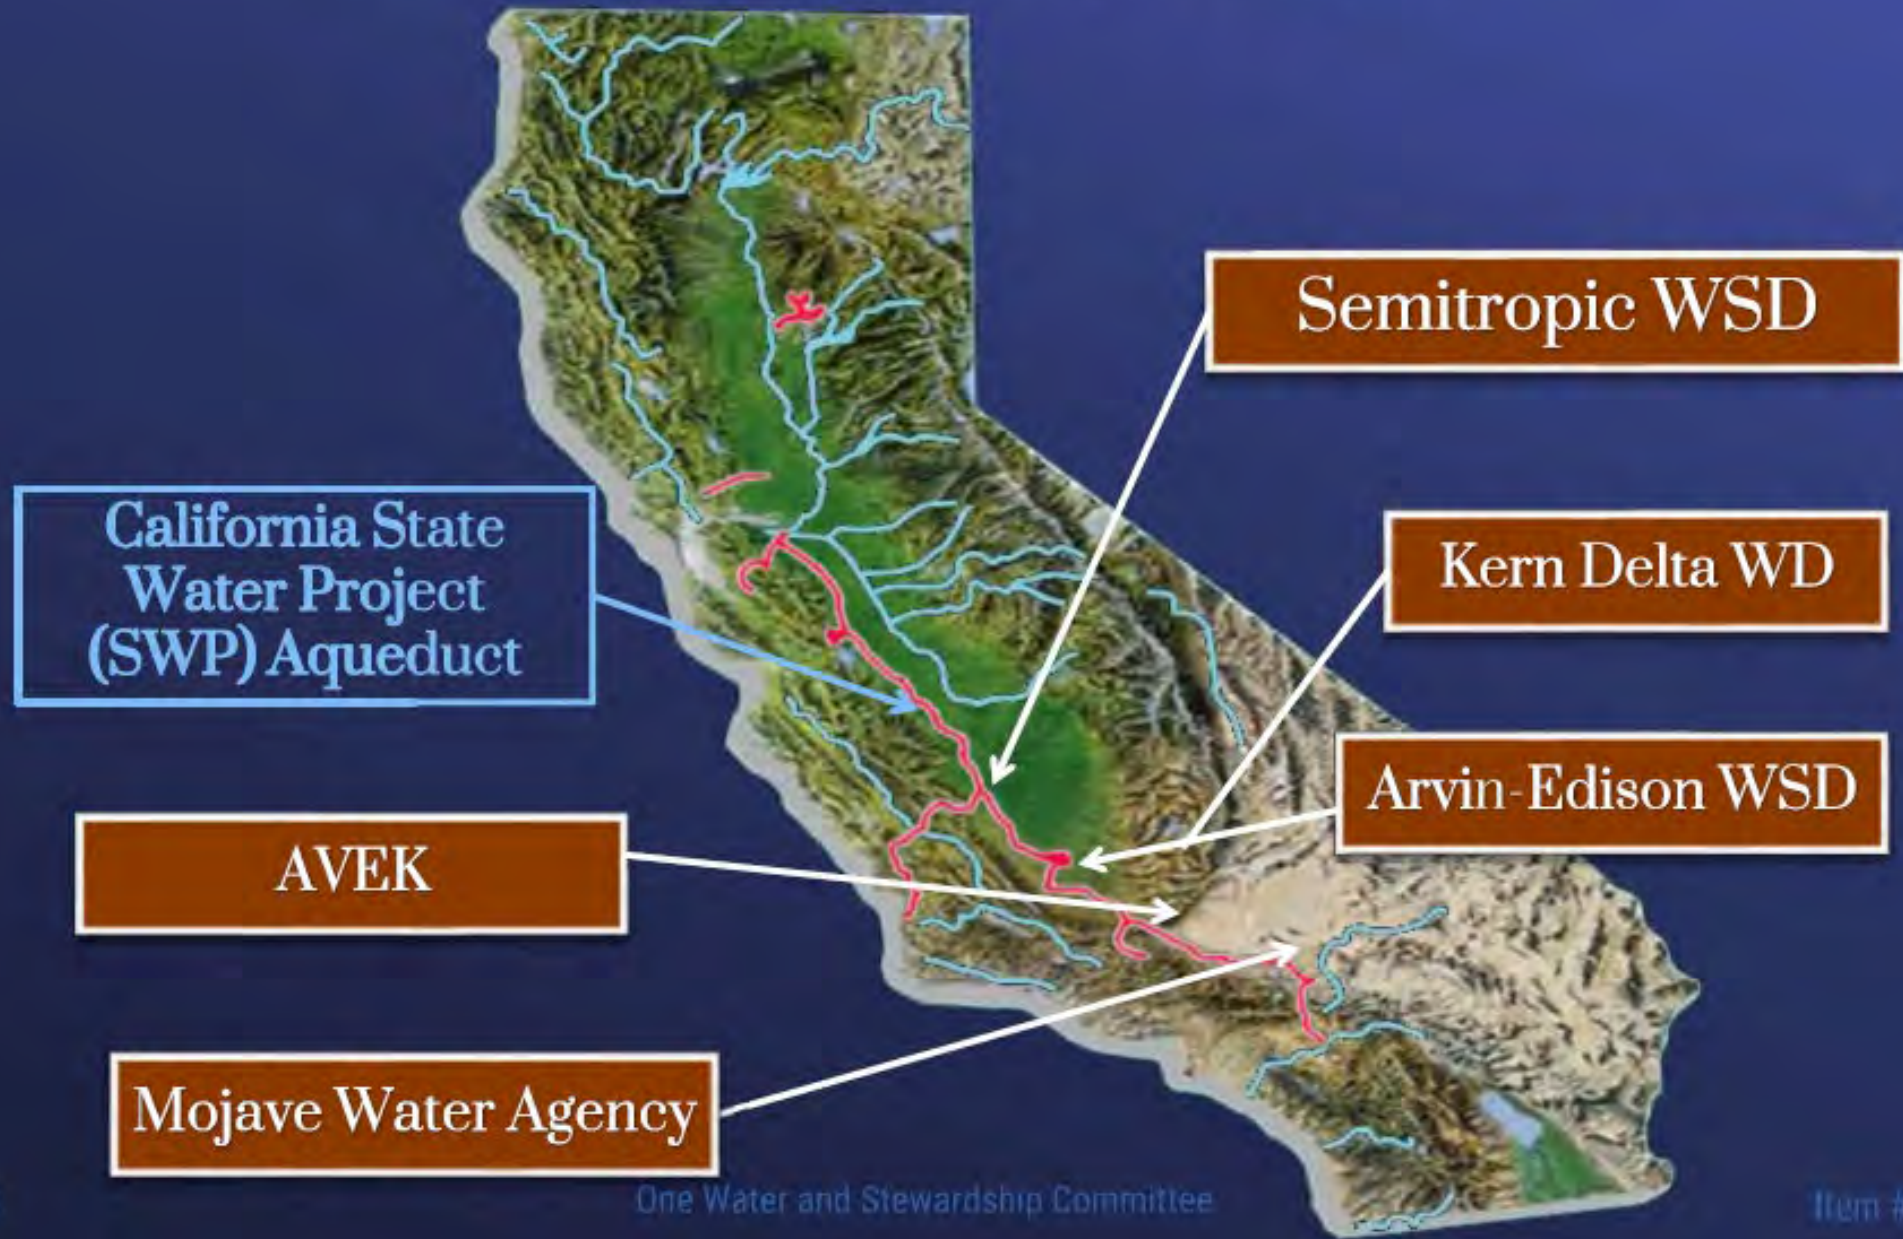 Semitropic WSD
California State
Water Project
(SWP) Aqueduct
Kern Delta WD
Arvin-Edison WSD
AVEK
Mojave Water Agency
One Water and Stewardship Committee
Item #